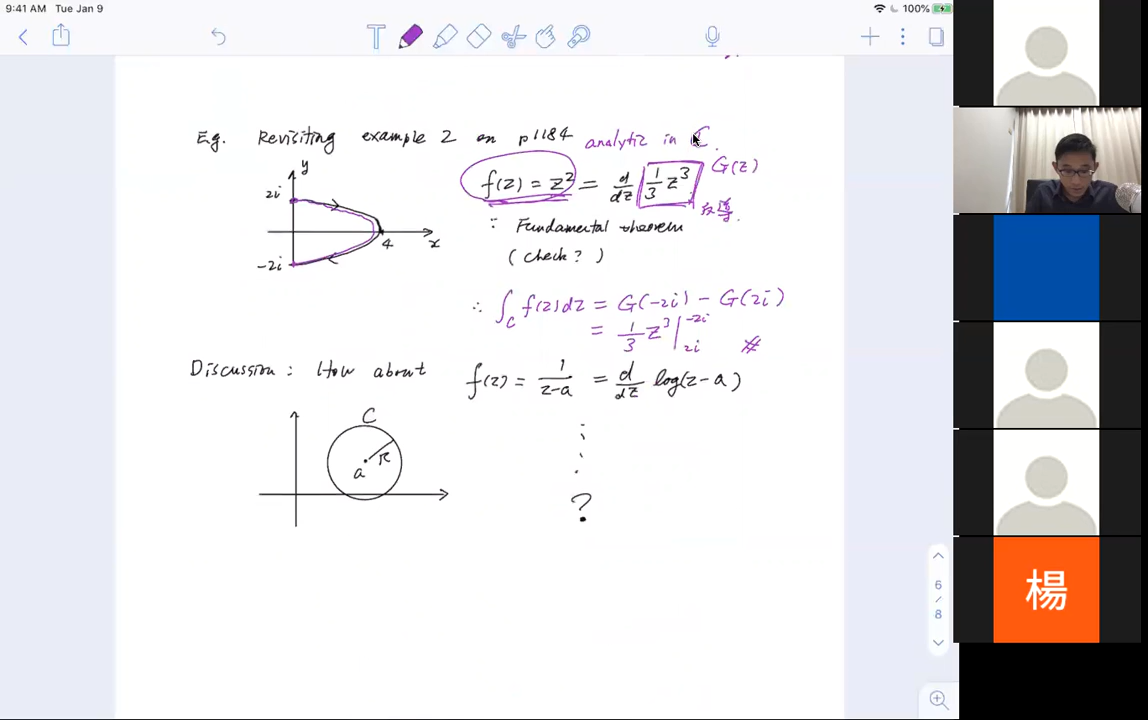 9:41 AM Tue Jan 9
100%
Eg. Revisiting example 2 on p1184 analytic in ℂ.
f(z) = z² = d/dz 1/3 z³ G(z)
y
2i
4
x
-2i
∵ Fundamental theorem
(check?)
∴ ∫_C f(z)dz = G(-2i) - G(2i)
= 1/3 z³ |_{2i}^{-2i} #
Discussion: How about f(z) = 1/(z-a) = d/dz log(z-a)
C
R
a
?
6
/
8
楊